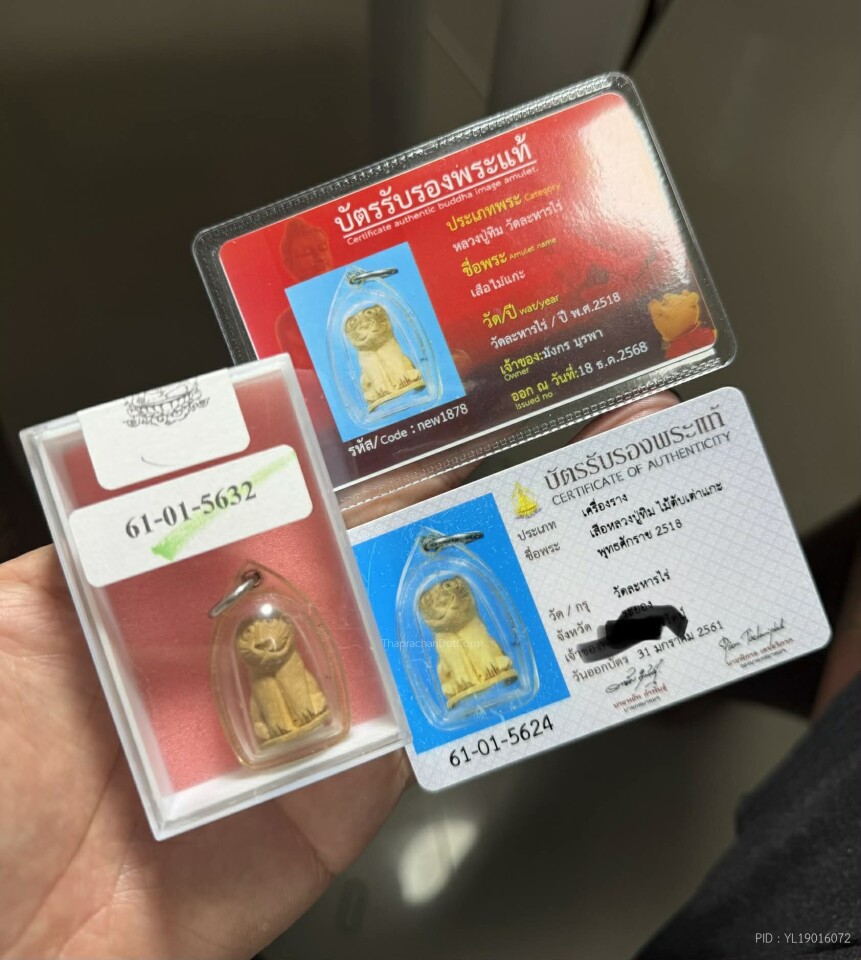 บัตรรับรองพระแท้
Certificate authentic buddha image amulet.
ประเภทพระ Category
หลวงปู่ทิม วัดละหารไร่
ชื่อพระ Amulet name
เสือไม้แกะ
วัด/ปี wat/year
วัดละหารไร่ / ปี พ.ศ.2518
เจ้าของ:มังกร บูรพา
Owner
ออก ณ วันที่:18 ธ.ค.2568
Issued no
รหัส/Code : new1878
61-01-5632
บัตรรับรองพระแท้
CERTIFICATE OF AUTHENTICITY
ประเภท เครื่องราง
ชื่อพระ เสือหลวงปู่ทิม ไม้ตับเต่าแกะ
พุทธศักราช 2518
วัด / กรุ วัดละหารไร่
จังหวัด
เจ้าของ
วันออกบัตร 31 มกราคม 2561
61-01-5624
ThaprachanOutlet.com
PID : YL19016072